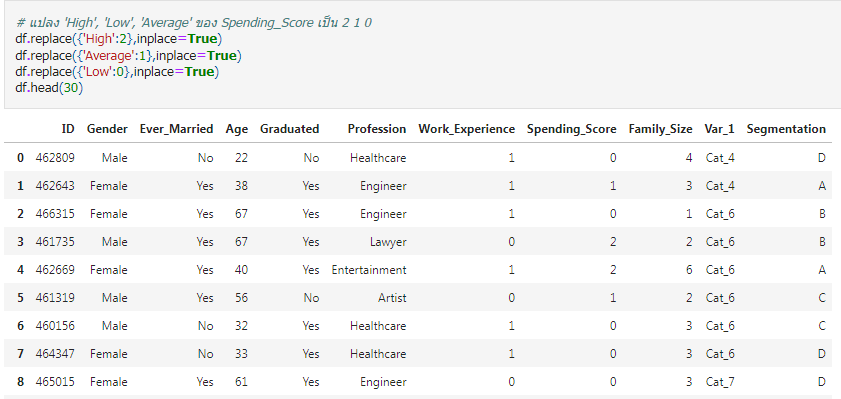 # แปลง 'High', 'Low', 'Average' ของ Spending_Score เป็น 2 1 0
df.replace({'High':2},inplace=True)
df.replace({'Average':1},inplace=True)
df.replace({'Low':0},inplace=True)
df.head(30)
ID Gender Ever_Married Age Graduated Profession Work_Experience Spending_Score Family_Size Var_1 Segmentation
0 462809 Male No 22 No Healthcare 1 0 4 Cat_4 D
1 462643 Female Yes 38 Yes Engineer 1 1 3 Cat_4 A
2 466315 Female Yes 67 Yes Engineer 1 0 1 Cat_6 B
3 461735 Male Yes 67 Yes Lawyer 0 2 2 Cat_6 B
4 462669 Female Yes 40 Yes Entertainment 1 2 6 Cat_6 A
5 461319 Male Yes 56 No Artist 0 1 2 Cat_6 C
6 460156 Male No 32 Yes Healthcare 1 0 3 Cat_6 C
7 464347 Female No 33 Yes Healthcare 1 0 3 Cat_6 D
8 465015 Female Yes 61 Yes Engineer 0 0 3 Cat_7 D